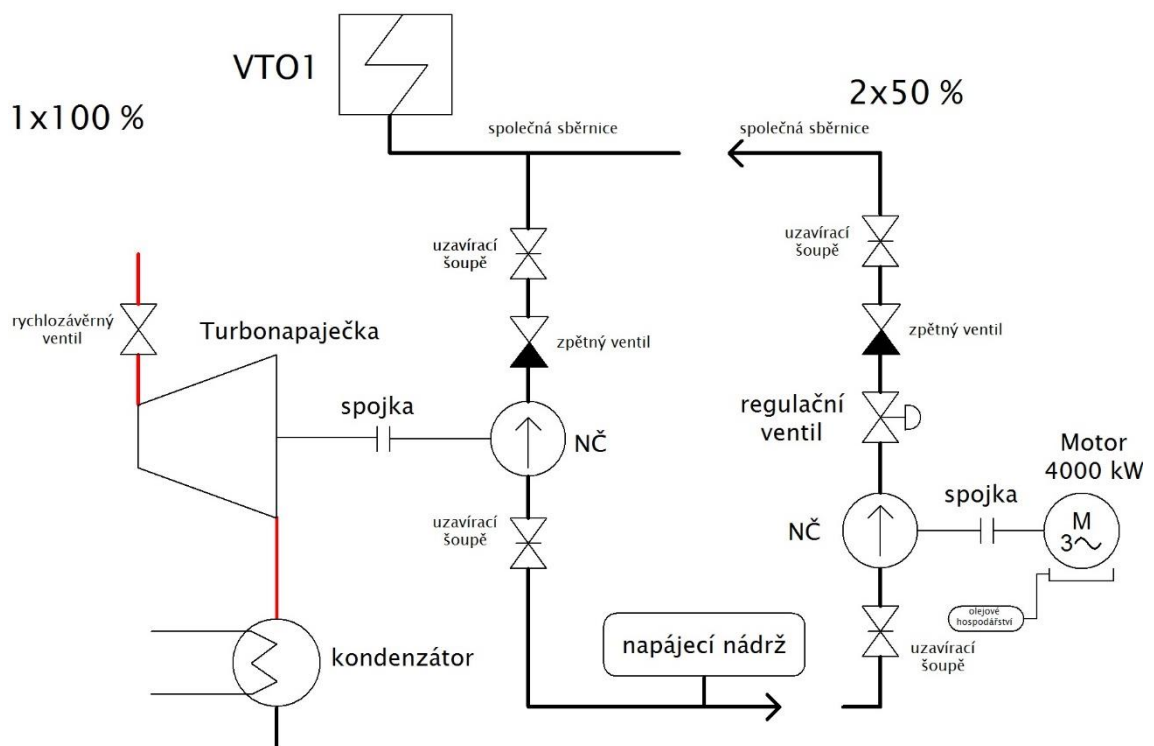 VTO1
1x100 %
2x50 %
společná sběrnice
společná sběrnice
uzavírací
šoupě
uzavírací
šoupě
rychlozávěrný
ventil
Turbonapaječka
zpětný ventil
zpětný ventil
spojka
NČ
regulační
ventil
Motor
4000 kW
uzavírací
šoupě
NČ
spojka
M
3
olejové
hospodářství
kondenzátor
napájecí nádrž
uzavírací
šoupě